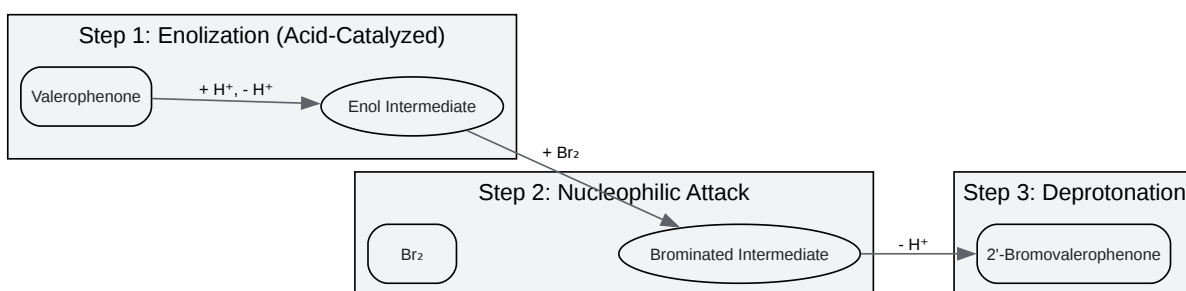 Step 1: Enolization (Acid-Catalyzed)
Valerophenone
+ H⁺, - H⁺
Enol Intermediate
+ Br₂
Step 2: Nucleophilic Attack
Br₂
Brominated Intermediate
- H⁺
Step 3: Deprotonation
2'-Bromovalerophenone